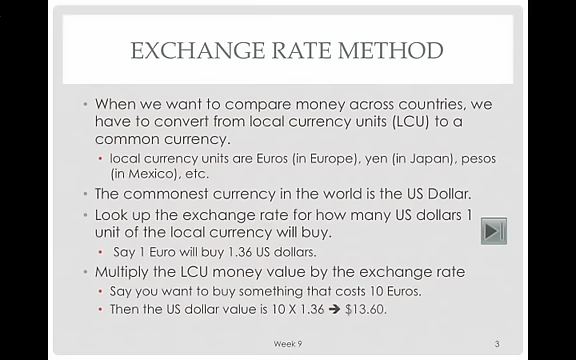 EXCHANGE RATE METHOD
• When we want to compare money across countries, we
have to convert from local currency units (LCU) to a
common currency.
• local currency units are Euros (in Europe), yen (in Japan), pesos
(in Mexico), etc.
• The commonest currency in the world is the US Dollar.
• Look up the exchange rate for how many US dollars 1
unit of the local currency will buy.
• Say 1 Euro will buy 1.36 US dollars.
• Multiply the LCU money value by the exchange rate
• Say you want to buy something that costs 10 Euros.
• Then the US dollar value is 10 X 1.36 ➔ $13.60.
Week 9
3